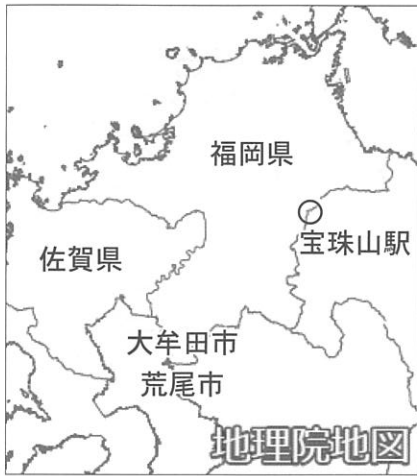 福岡県
宝珠山駅
佐賀県
大牟田市
荒尾市
地理院地図